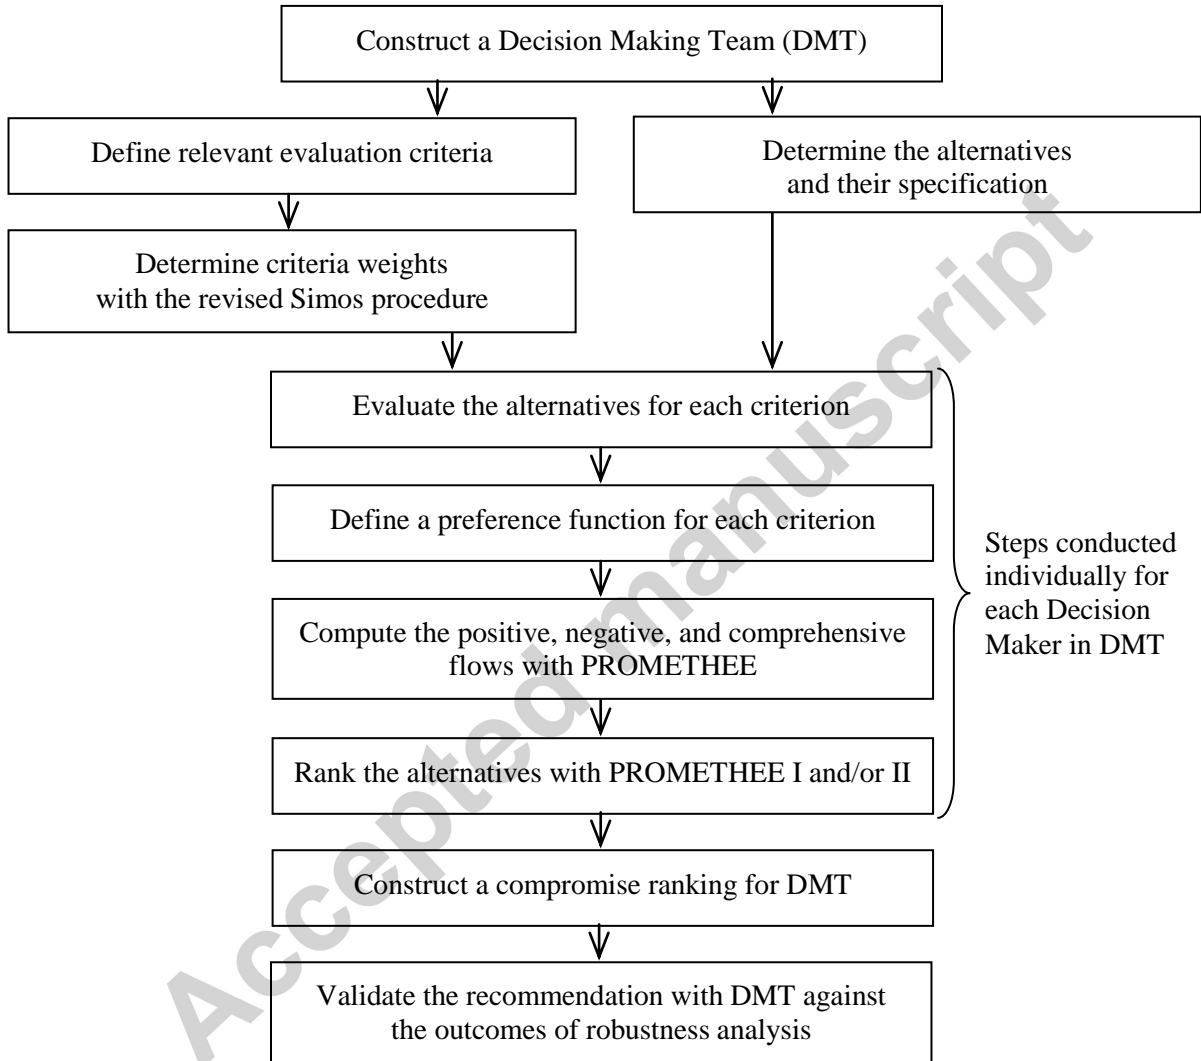 Construct a Decision Making Team (DMT)
Define relevant evaluation criteria
Determine the alternatives
and their specification
Determine criteria weights
with the revised Simos procedure
Evaluate the alternatives for each criterion
Define a preference function for each criterion
Compute the positive, negative, and comprehensive
flows with PROMETHEE
Rank the alternatives with PROMETHEE I and/or II
Steps conducted
individually for
each Decision
Maker in DMT
Construct a compromise ranking for DMT
Validate the recommendation with DMT against
the outcomes of robustness analysis
Accepted manuscript